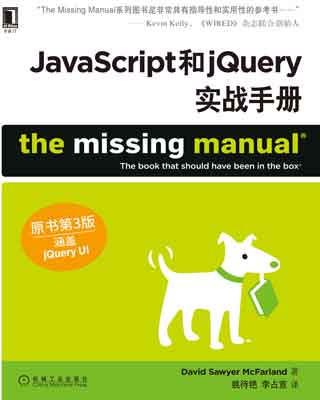 "The Missing Manual系列图书是非常具有指导性和实用性的参考书……"
—— Kevin Kelly,《WIRED》杂志联合创始人
JavaScript和jQuery
实战手册
the missing manual®
The book that should have been in the box®
原书第3版
涵盖
jQuery UI
David Sawyer McFarland 著
姚待艳 李占宣 译
机械工业出版社